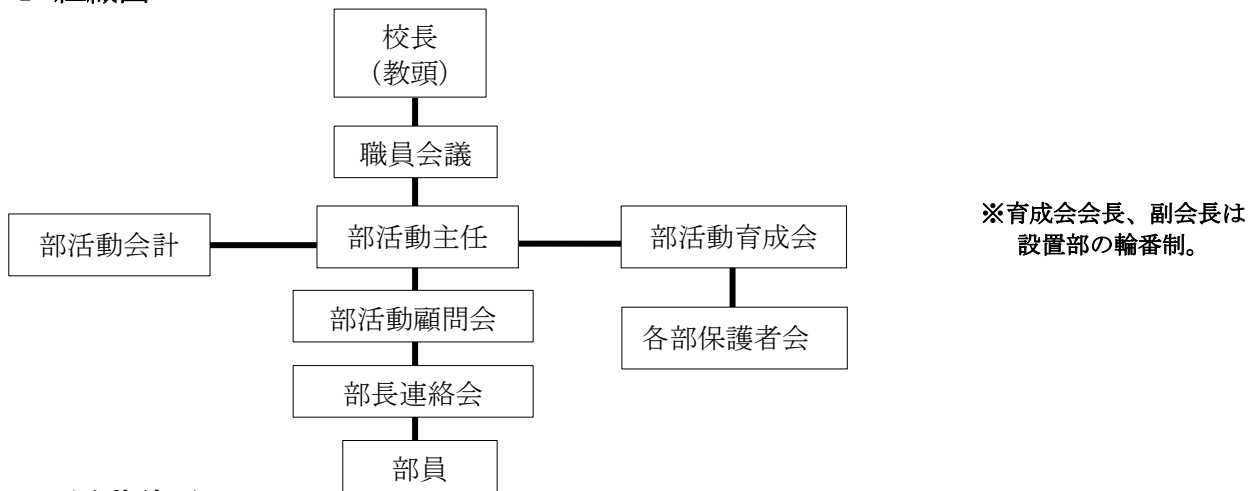 組織図
校長
（教頭）
職員会議
部活動会計
部活動主任
部活動育成会
※育成会会長、副会長は
設置部の輪番制。
部活動顧問会
各部保護者会
部長連絡会
部員